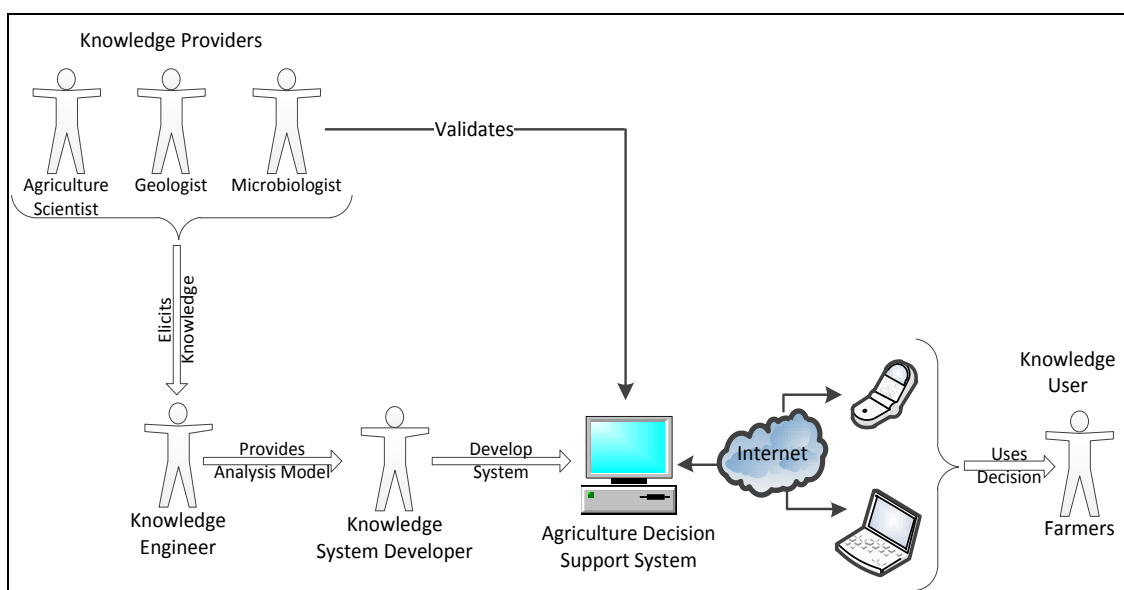 Knowledge Providers
Agriculture
Scientist
Geologist
Microbiologist
Validates
Elicits
Knowledge
Knowledge
Engineer
Provides
Analysis Model
Knowledge
System Developer
Develop
System
Agriculture Decision
Support System
Internet
Uses
Decision
Knowledge
User
Farmers